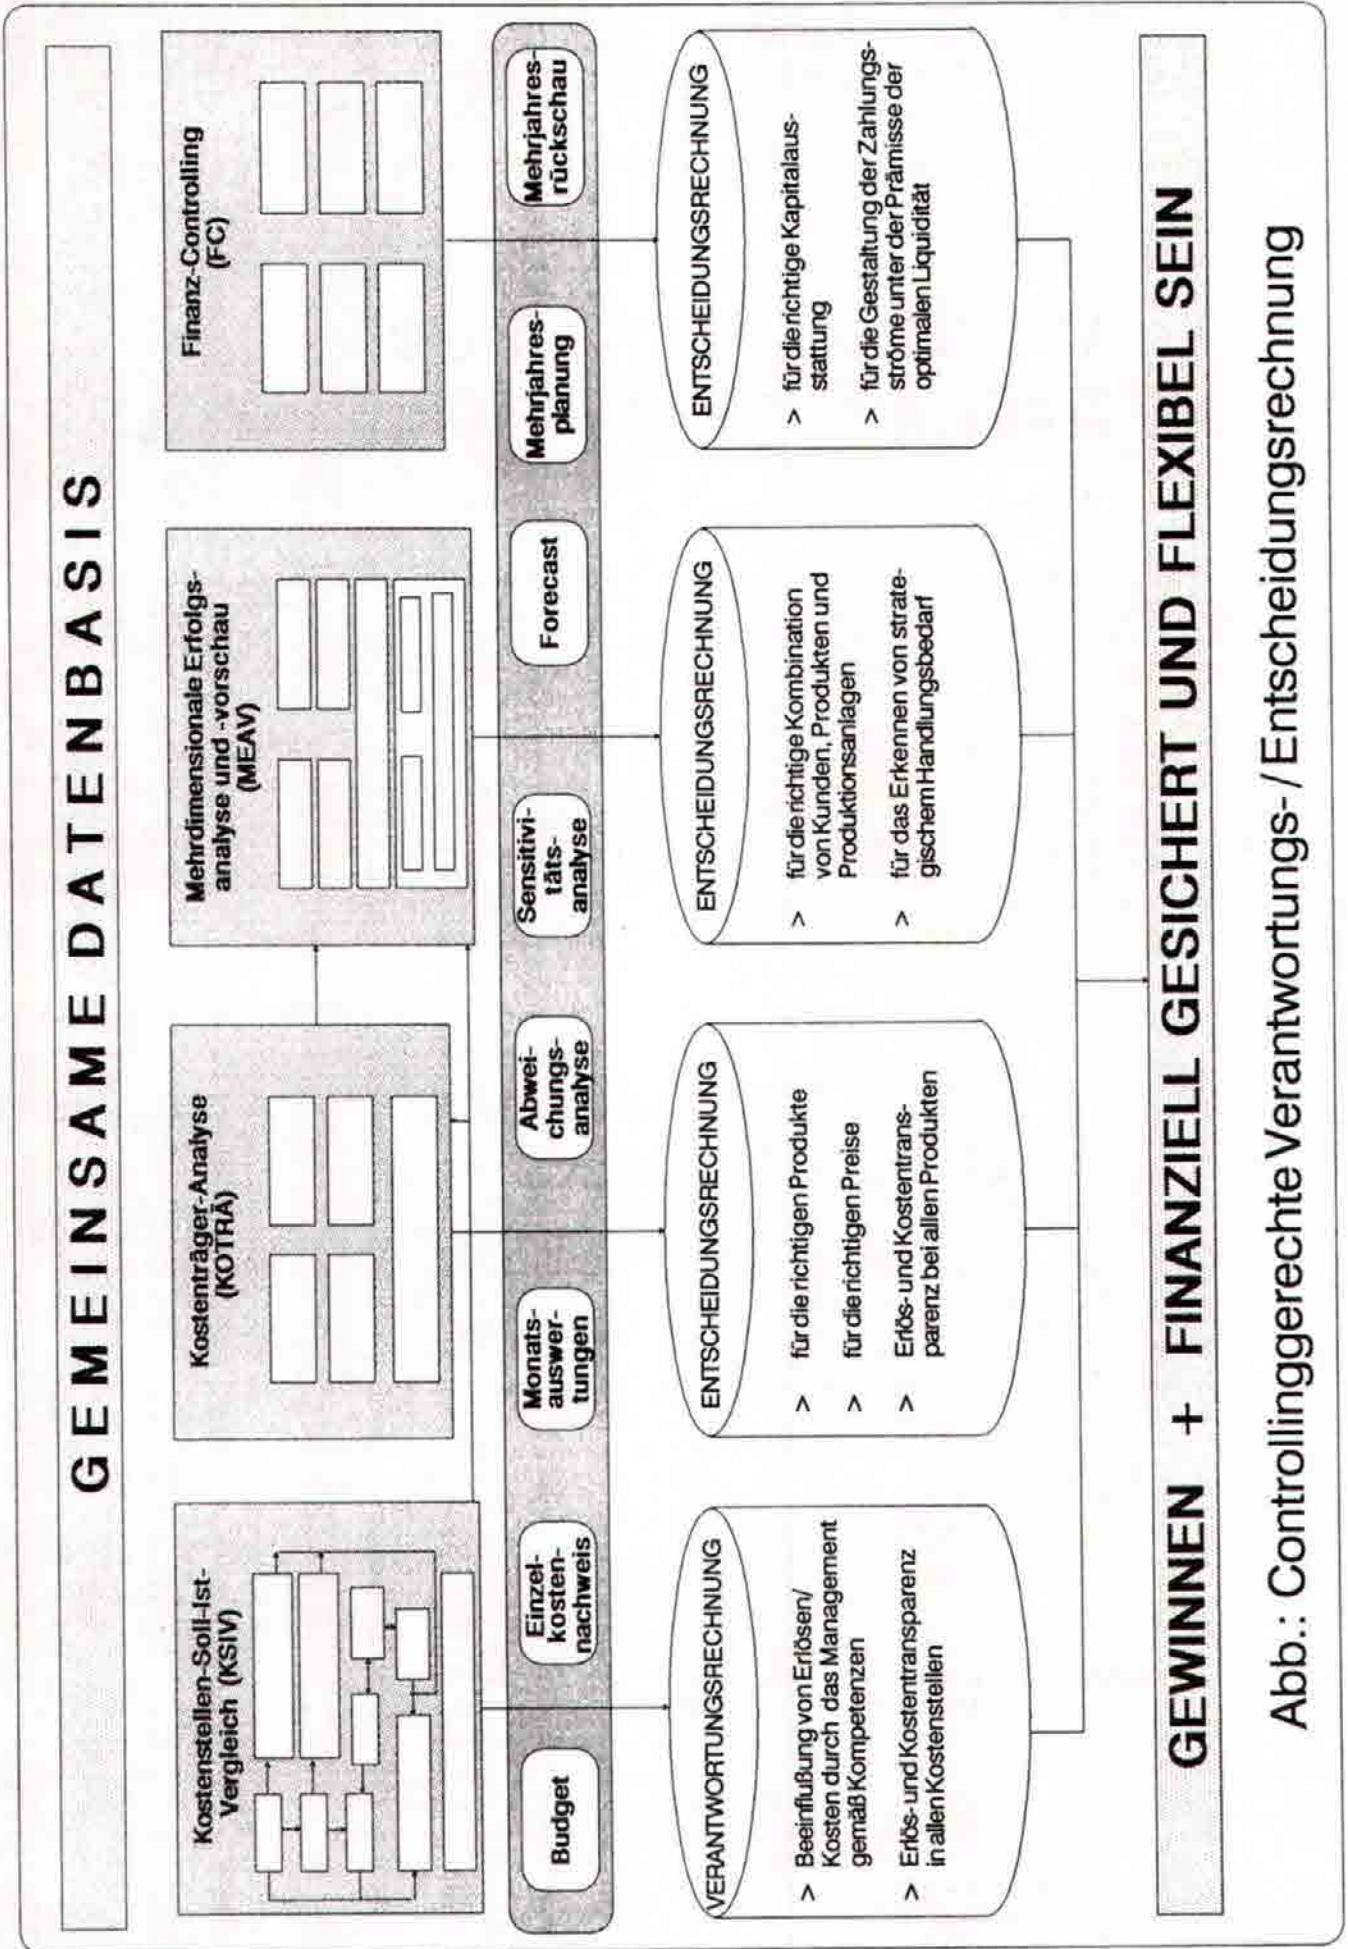 GEMEINSAME DATENBASIS
Kostenstellen-Soll-Ist-
Vergleich (KSIV)
Kostenträger-Analyse
(KOTRÄ)
Mehrdimensionale Erfolgs-
analyse und -vorschau
(MEAV)
Finanz-Controlling
(FC)
Budget
Einzel-
kosten-
nachweis
Monats-
auswer-
tungen
Abwei-
chungs-
analyse
Sensitivi-
täts-
analyse
Forecast
Mehrjahres-
planung
Mehrjahres-
rückschau
VERANTWORTUNGSRECHNUNG
> Beeinflußung von Erlösen/
Kosten durch das Management
gemäß Kompetenzen
> Erlös- und Kostentransparenz
in allen Kostenstellen
ENTSCHEIDUNGSRECHNUNG
> für die richtigen Produkte
> für die richtigen Preise
> Erlös- und Kostentrans-
parenz bei allen Produkten
ENTSCHEIDUNGSRECHNUNG
> für die richtige Kombination
von Kunden, Produkten und
Produktionsanlagen
> für das Erkennen von strate-
gischem Handlungsbedarf
ENTSCHEIDUNGSRECHNUNG
> für die richtige Kapitalaus-
stattung
> für die Gestaltung der Zahlungs-
ströme unter der Prämisse der
optimalen Liquidität
GEWINNEN + FINANZIELL GESICHERT UND FLEXIBEL SEIN
Abb.: Controllinggerechte Verantwortungs- / Entscheidungsrechnung